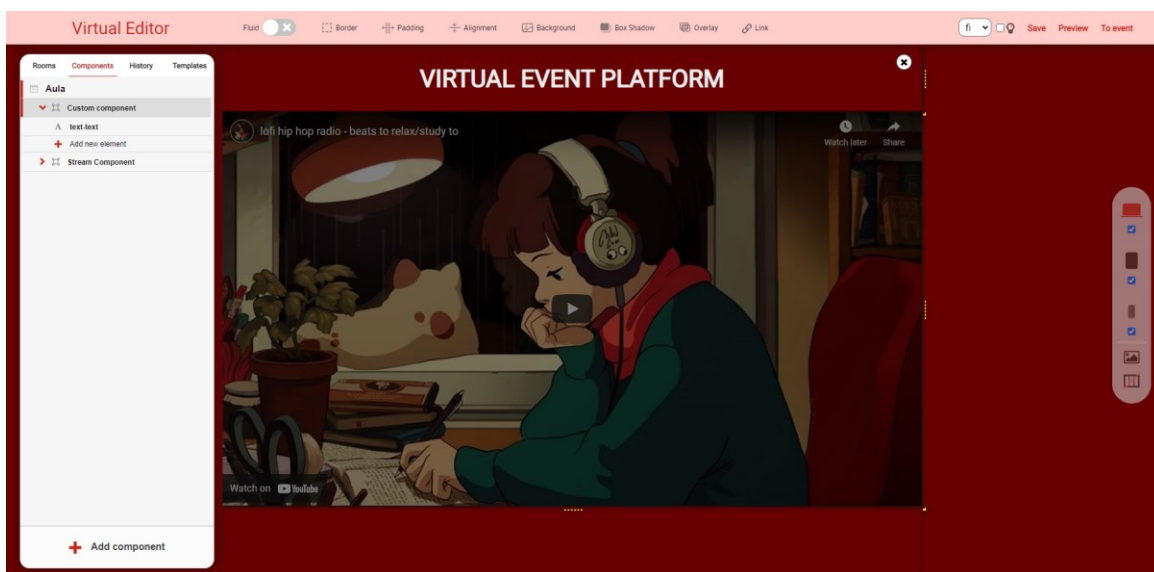 Virtual Editor
Fluid
Border
Padding
Alignment
Background
Box Shadow
Overlay
Link
fi
Save
Preview
To event
Rooms
Components
History
Templates
Aula
Custom component
A text-text
Add new element
Stream Component
Add component
VIRTUAL EVENT PLATFORM
lofi hip hop radio - beats to relax/study to
Watch later
Share
Watch on YouTube